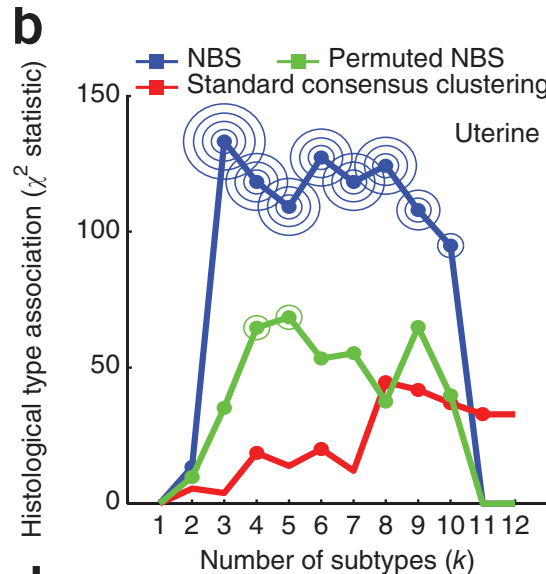 b
NBS
Permuted NBS
Standard consensus clustering
Uterine
Histological type association (χ² statistic)
150
100
50
0
1 2 3 4 5 6 7 8 9 10 11 12
Number of subtypes (k)